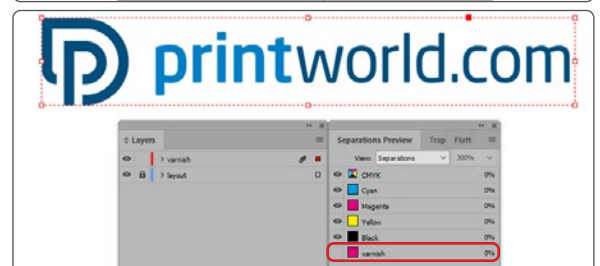 printworld.com
Layers
varnish
layout
Separations Preview Trap Flatt
View: Separations 300%
CMYK 0%
Cyan 0%
Magenta 0%
Yellow 0%
Black 0%
varnish 0%